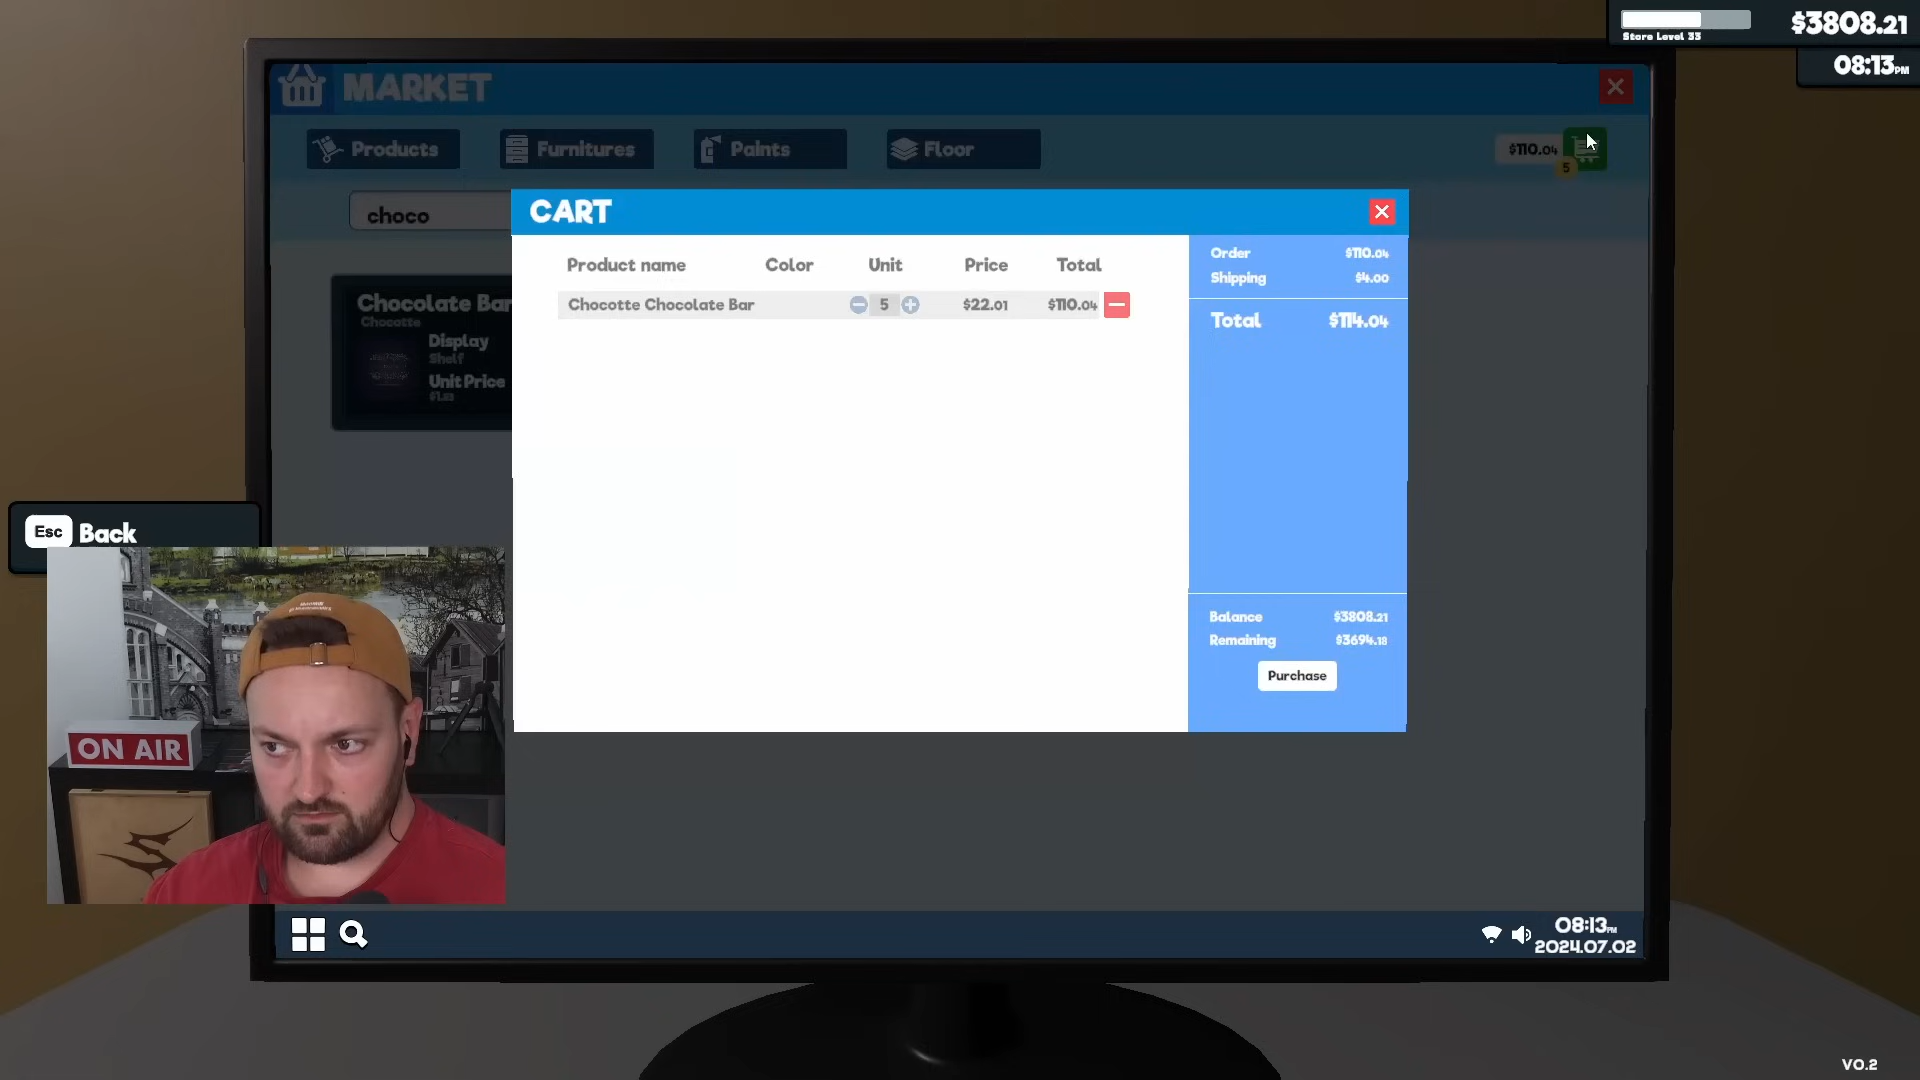 $3808.21
Store Level 33
08:13PM
MARKET
Products
Furnitures
Paints
Floor
$110.04
5
choco
CART
Product name Color Unit Price Total
Chocotte Chocolate Bar 5 $22.01 $110.04
Order $110.04
Shipping $4.00
Total $114.04
Balance $3808.21
Remaining $3694.18
Purchase
Chocolate Bar
Chocotte
Display
Shelf
Unit Price
Esc Back
ON AIR
08:13PM
2024.07.02
V0.2